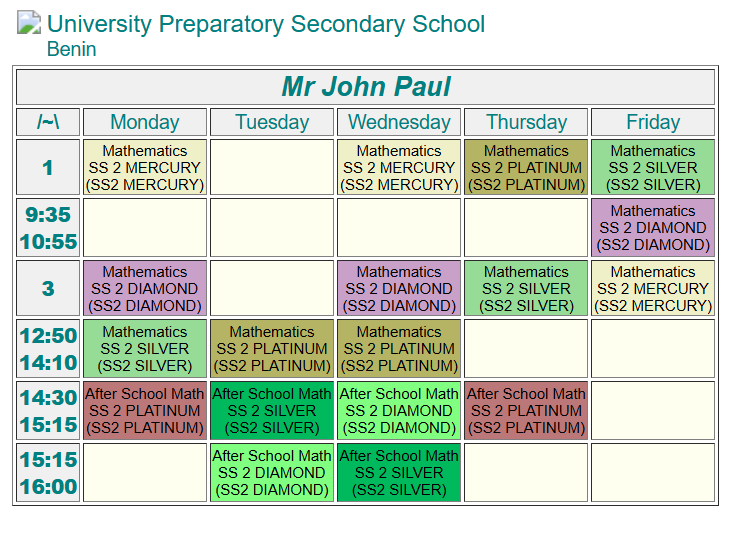 University Preparatory Secondary School
Benin
Mr John Paul
/~\ Monday Tuesday Wednesday Thursday Friday
1
Mathematics Mathematics Mathematics Mathematics
SS 2 MERCURY SS 2 MERCURY SS 2 PLATINUM SS 2 SILVER
(SS2 MERCURY) (SS2 MERCURY) (SS2 PLATINUM) (SS2 SILVER)
9:35
10:55
Mathematics
SS 2 DIAMOND
(SS2 DIAMOND)
3
Mathematics Mathematics Mathematics Mathematics
SS 2 DIAMOND SS 2 DIAMOND SS 2 SILVER SS 2 MERCURY
(SS2 DIAMOND) (SS2 DIAMOND) (SS2 SILVER) (SS2 MERCURY)
12:50
14:10
Mathematics Mathematics Mathematics
SS 2 SILVER SS 2 PLATINUM SS 2 PLATINUM
(SS2 SILVER) (SS2 PLATINUM) (SS2 PLATINUM)
14:30
15:15
After School Math After School Math After School Math After School Math
SS 2 PLATINUM SS 2 SILVER SS 2 DIAMOND SS 2 PLATINUM
(SS2 PLATINUM) (SS2 SILVER) (SS2 DIAMOND) (SS2 PLATINUM)
15:15
16:00
After School Math After School Math
SS 2 DIAMOND SS 2 SILVER
(SS2 DIAMOND) (SS2 SILVER)